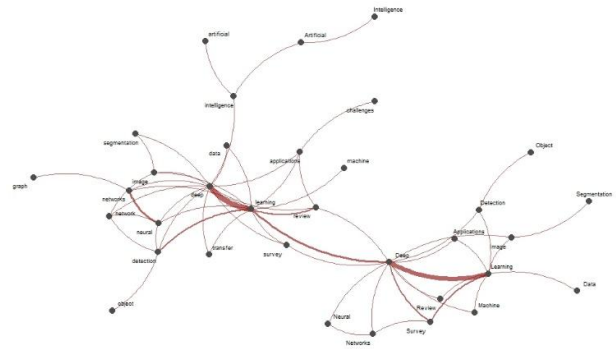 Intelligence
artificial
Artificial
intelligence
challenges
segmentation
data
applications
machine
Object
graph
image
networks
deep
learning
Segmentation
network
review
Detection
neural
Applications
image
detection
transfer
survey
Deep
Learning
Data
object
Review
Machine
Neural
Survey
Networks